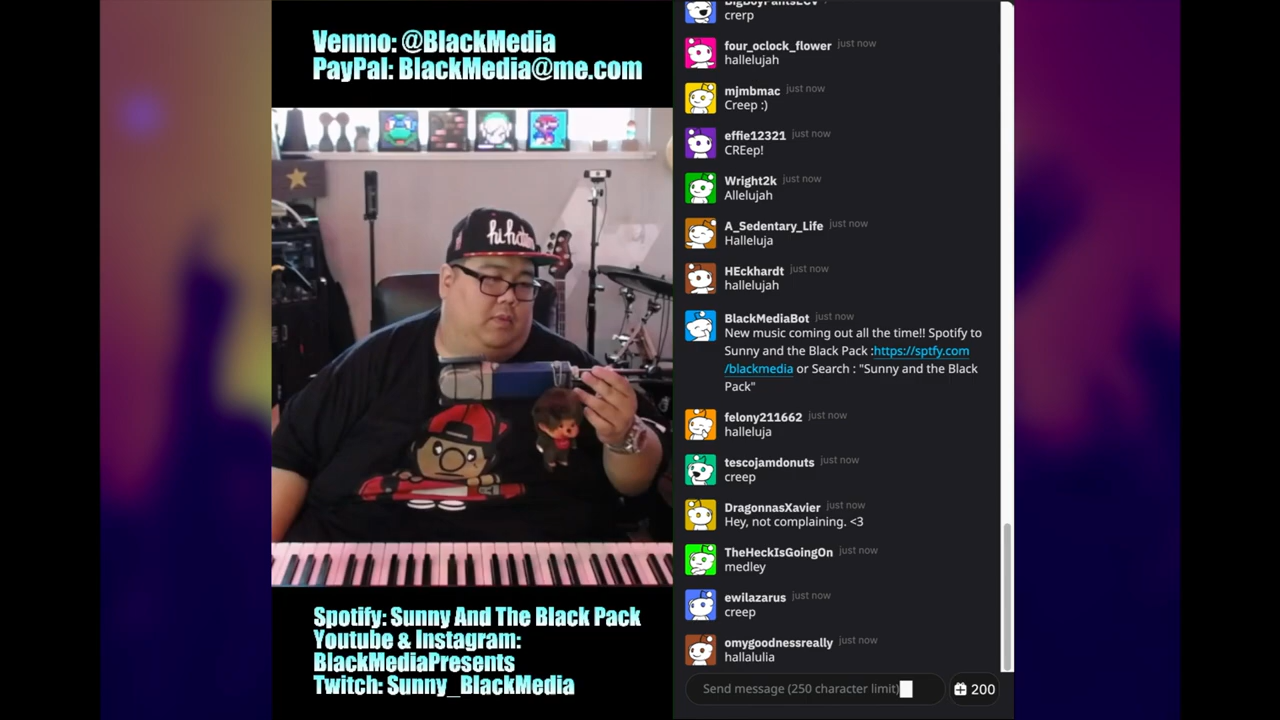 Venmo: @BlackMedia
PayPal: BlackMedia@me.com
hi hater
Spotify: Sunny And The Black Pack
Youtube & Instagram:
BlackMediaPresents
Twitch: Sunny_BlackMedia
BigBoyPantsLCV
crerp
four_oclock_flower just now
hallelujah
mjmbmac just now
Creep :)
effie12321 just now
CREep!
Wright2k just now
Allelujah
A_Sedentary_Life just now
Halleluja
HEckhardt just now
hallelujah
BlackMediaBot just now
New music coming out all the time!! Spotify to
Sunny and the Black Pack :https://sptfy.com
/blackmedia or Search : "Sunny and the Black
Pack"
felony211662 just now
halleluja
tescojamdonuts just now
creep
DragonnasXavier just now
Hey, not complaining. <3
TheHeckIsGoingOn just now
medley
ewilazarus just now
creep
omygoodnessreally just now
hallalulia
Send message (250 character limit)
200